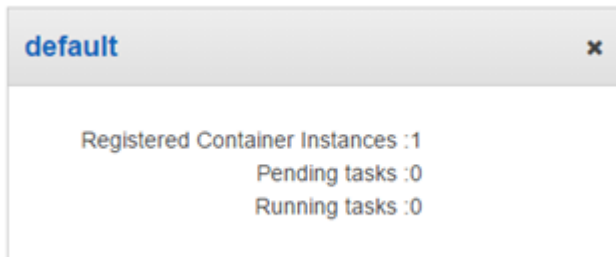 default ×
Registered Container Instances :1
Pending tasks :0
Running tasks :0